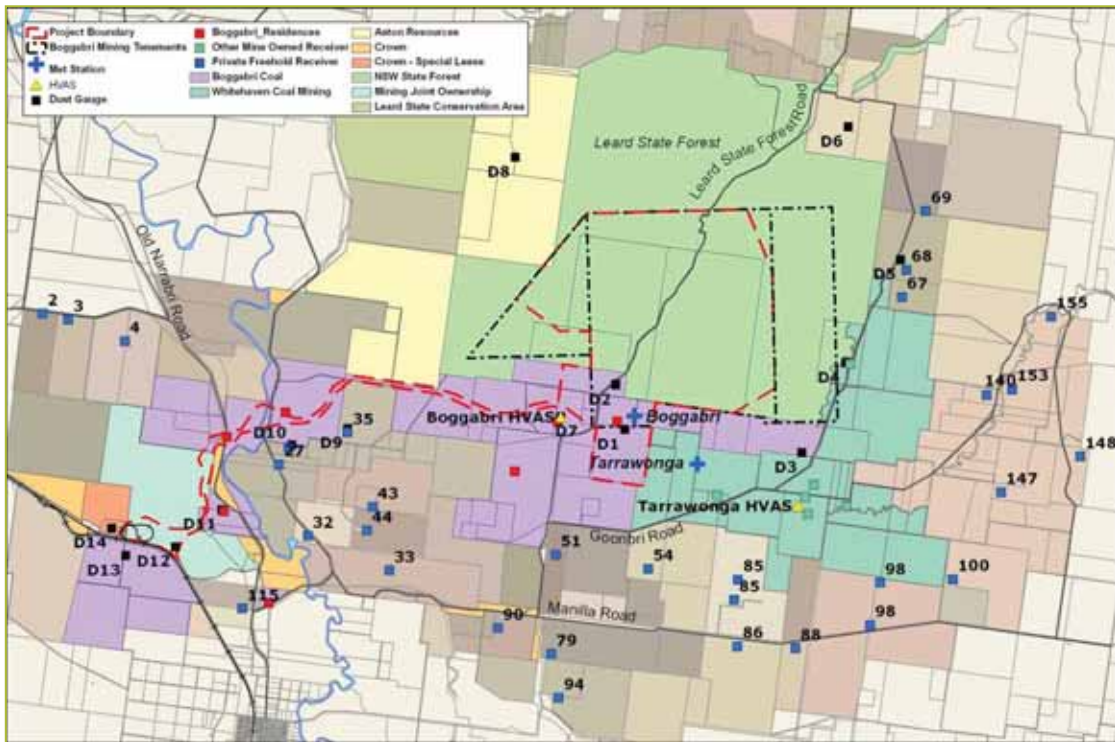 Project Boundary
Boggabri Mining Tenements
Met Station
HVAS
Dust Gauge
Boggabri_Residences
Other Mine Owned Receiver
Private Freehold Receiver
Boggabri Coal
Whitehaven Coal Mining
Aston Resources
Crown
Crown - Special Lease
NSW State Forest
Mining Joint Ownership
Leard State Conservation Area
D6
Leard State Forest
Leard State Forest Road
D8
69
Old Narrabri Road
68
D5
67
2
3
155
4
D4
140
153
D2
35
Boggabri HVAS
Boggabri
D10
D9
D7
D1
27
148
Tarrawonga
D3
147
43
Tarrawonga HVAS
44
D11
32
Goonbri Road
D14
D12
51
D13
33
54
85
98
100
85
115
Manilla Road
90
98
79
86
88
94